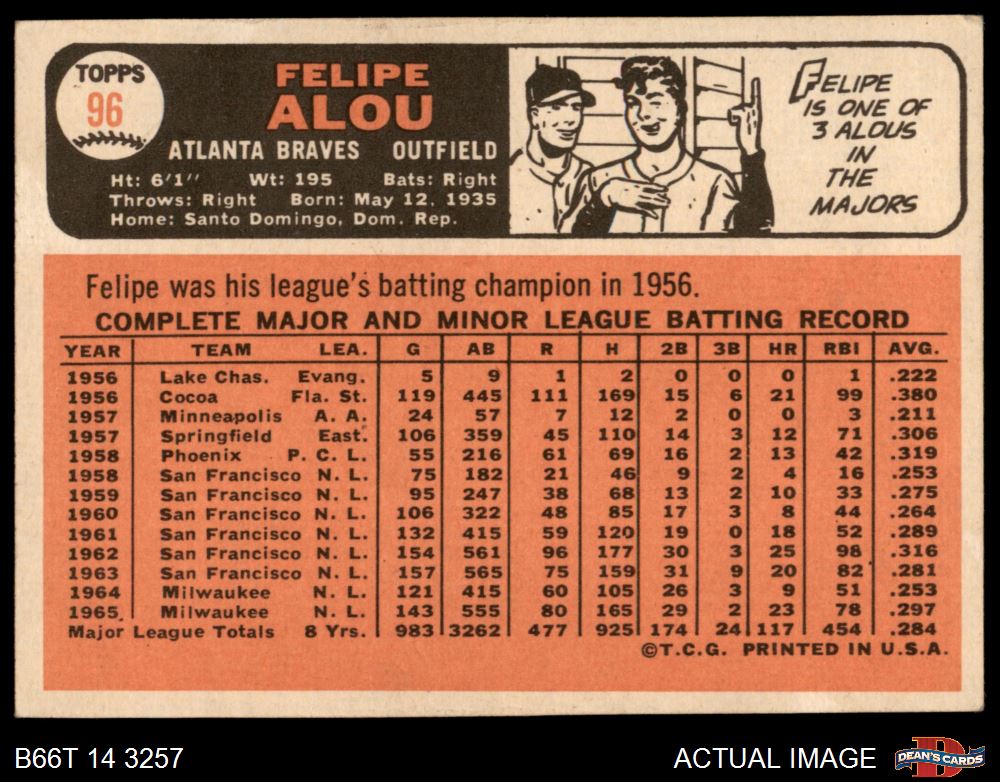 TOPPS
96
FELIPE
ALOU
ATLANTA BRAVES OUTFIELD
Ht: 6'1" Wt: 195 Bats: Right
Throws: Right Born: May 12, 1935
Home: Santo Domingo, Dom. Rep.
FELIPE
IS ONE OF
3 ALOUS
IN
THE
MAJORS
Felipe was his league's batting champion in 1956.
COMPLETE MAJOR AND MINOR LEAGUE BATTING RECORD
YEAR TEAM LEA. G AB R H 2B 3B HR RBI AVG.
1956 Lake Chas. Evang. 5 9 1 2 0 0 0 1 .222
1956 Cocoa Fla. St. 119 445 111 169 15 6 21 99 .380
1957 Minneapolis A. A. 24 57 7 12 2 0 0 3 .211
1957 Springfield East. 106 359 45 110 14 3 12 71 .306
1958 Phoenix P. C. L. 55 216 61 69 16 2 13 42 .319
1958 San Francisco N. L. 75 182 21 46 9 2 4 16 .253
1959 San Francisco N. L. 95 247 38 68 13 2 10 33 .275
1960 San Francisco N. L. 106 322 48 85 17 3 8 44 .264
1961 San Francisco N. L. 132 415 59 120 19 0 18 52 .289
1962 San Francisco N. L. 154 561 96 177 30 3 25 98 .316
1963 San Francisco N. L. 157 565 75 159 31 9 20 82 .281
1964 Milwaukee N. L. 121 415 60 105 26 3 9 51 .253
1965 Milwaukee N. L. 143 555 80 165 29 2 23 78 .297
Major League Totals 8 Yrs. 983 3262 477 925 174 24 117 454 .284
©T.C.G. PRINTED IN U.S.A.
B66T 14 3257
ACTUAL IMAGE
D
DEAN'S CARDS